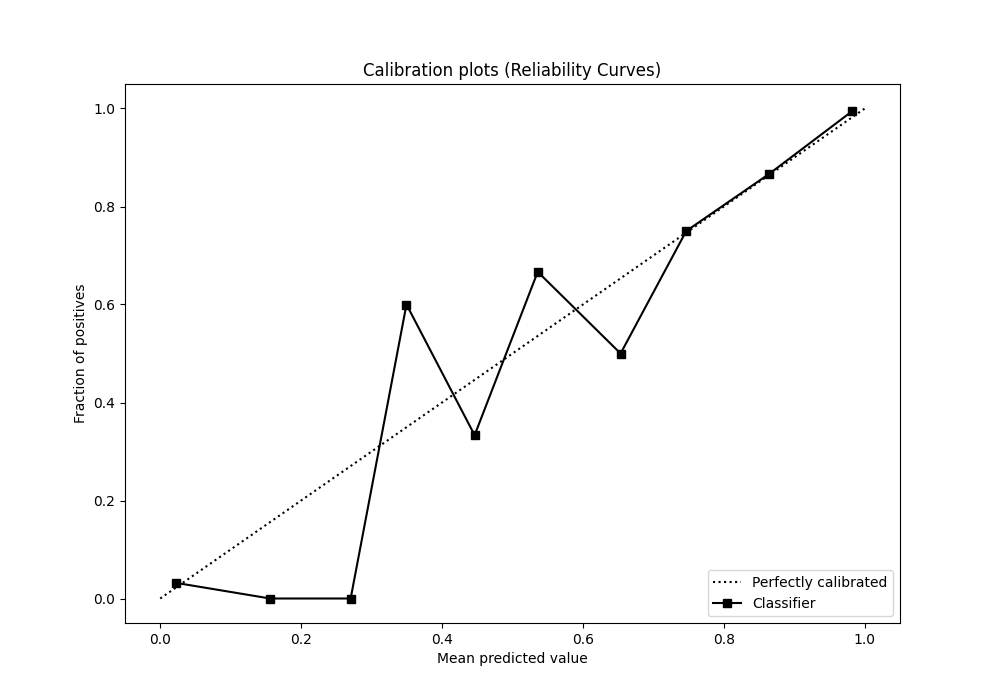 Calibration plots (Reliability Curves)
Fraction of positives
1.0
0.8
0.6
0.4
0.2
0.0
0.0 0.2 0.4 0.6 0.8 1.0
Mean predicted value
Perfectly calibrated
Classifier